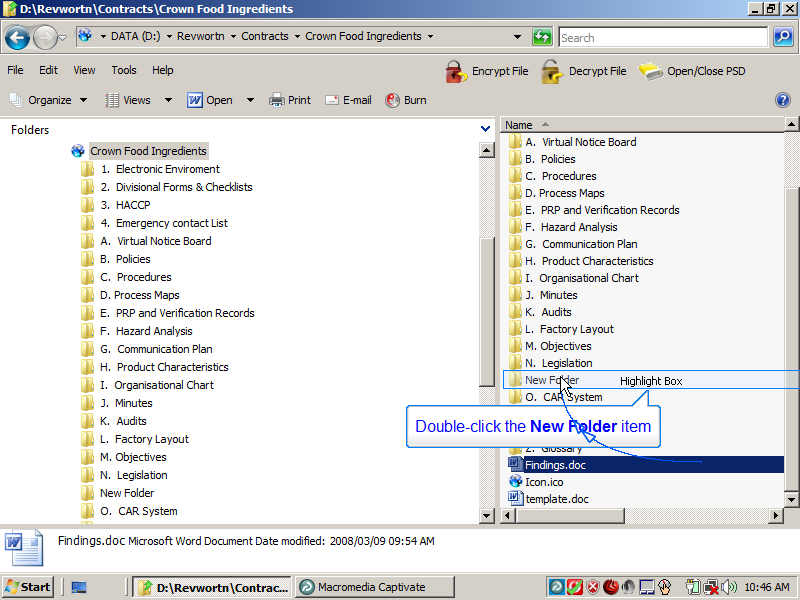 D:\Revwortn\Contracts\Crown Food Ingredients
DATA (D:) Revwortn Contracts Crown Food Ingredients Search
File Edit View Tools Help Encrypt File Decrypt File Open/Close PSD
Organize Views Open Print E-mail Burn
Folders
Crown Food Ingredients
1. Electronic Enviroment
2. Divisional Forms & Checklists
3. HACCP
4. Emergency contact List
A. Virtual Notice Board
B. Policies
C. Procedures
D. Process Maps
E. PRP and Verification Records
F. Hazard Analysis
G. Communication Plan
H. Product Characteristics
I. Organisational Chart
J. Minutes
K. Audits
L. Factory Layout
M. Objectives
N. Legislation
New Folder
O. CAR System
Name
A. Virtual Notice Board
B. Policies
C. Procedures
D. Process Maps
E. PRP and Verification Records
F. Hazard Analysis
G. Communication Plan
H. Product Characteristics
I. Organisational Chart
J. Minutes
K. Audits
L. Factory Layout
M. Objectives
N. Legislation
New Folder Highlight Box
O. CAR System
Double-click the New Folder item
Z. Glossary
Findings.doc
Icon.ico
template.doc
Findings.doc Microsoft Word Document Date modified: 2008/03/09 09:54 AM
Start D:\Revwortn\Contrac... Macromedia Captivate 10:46 AM